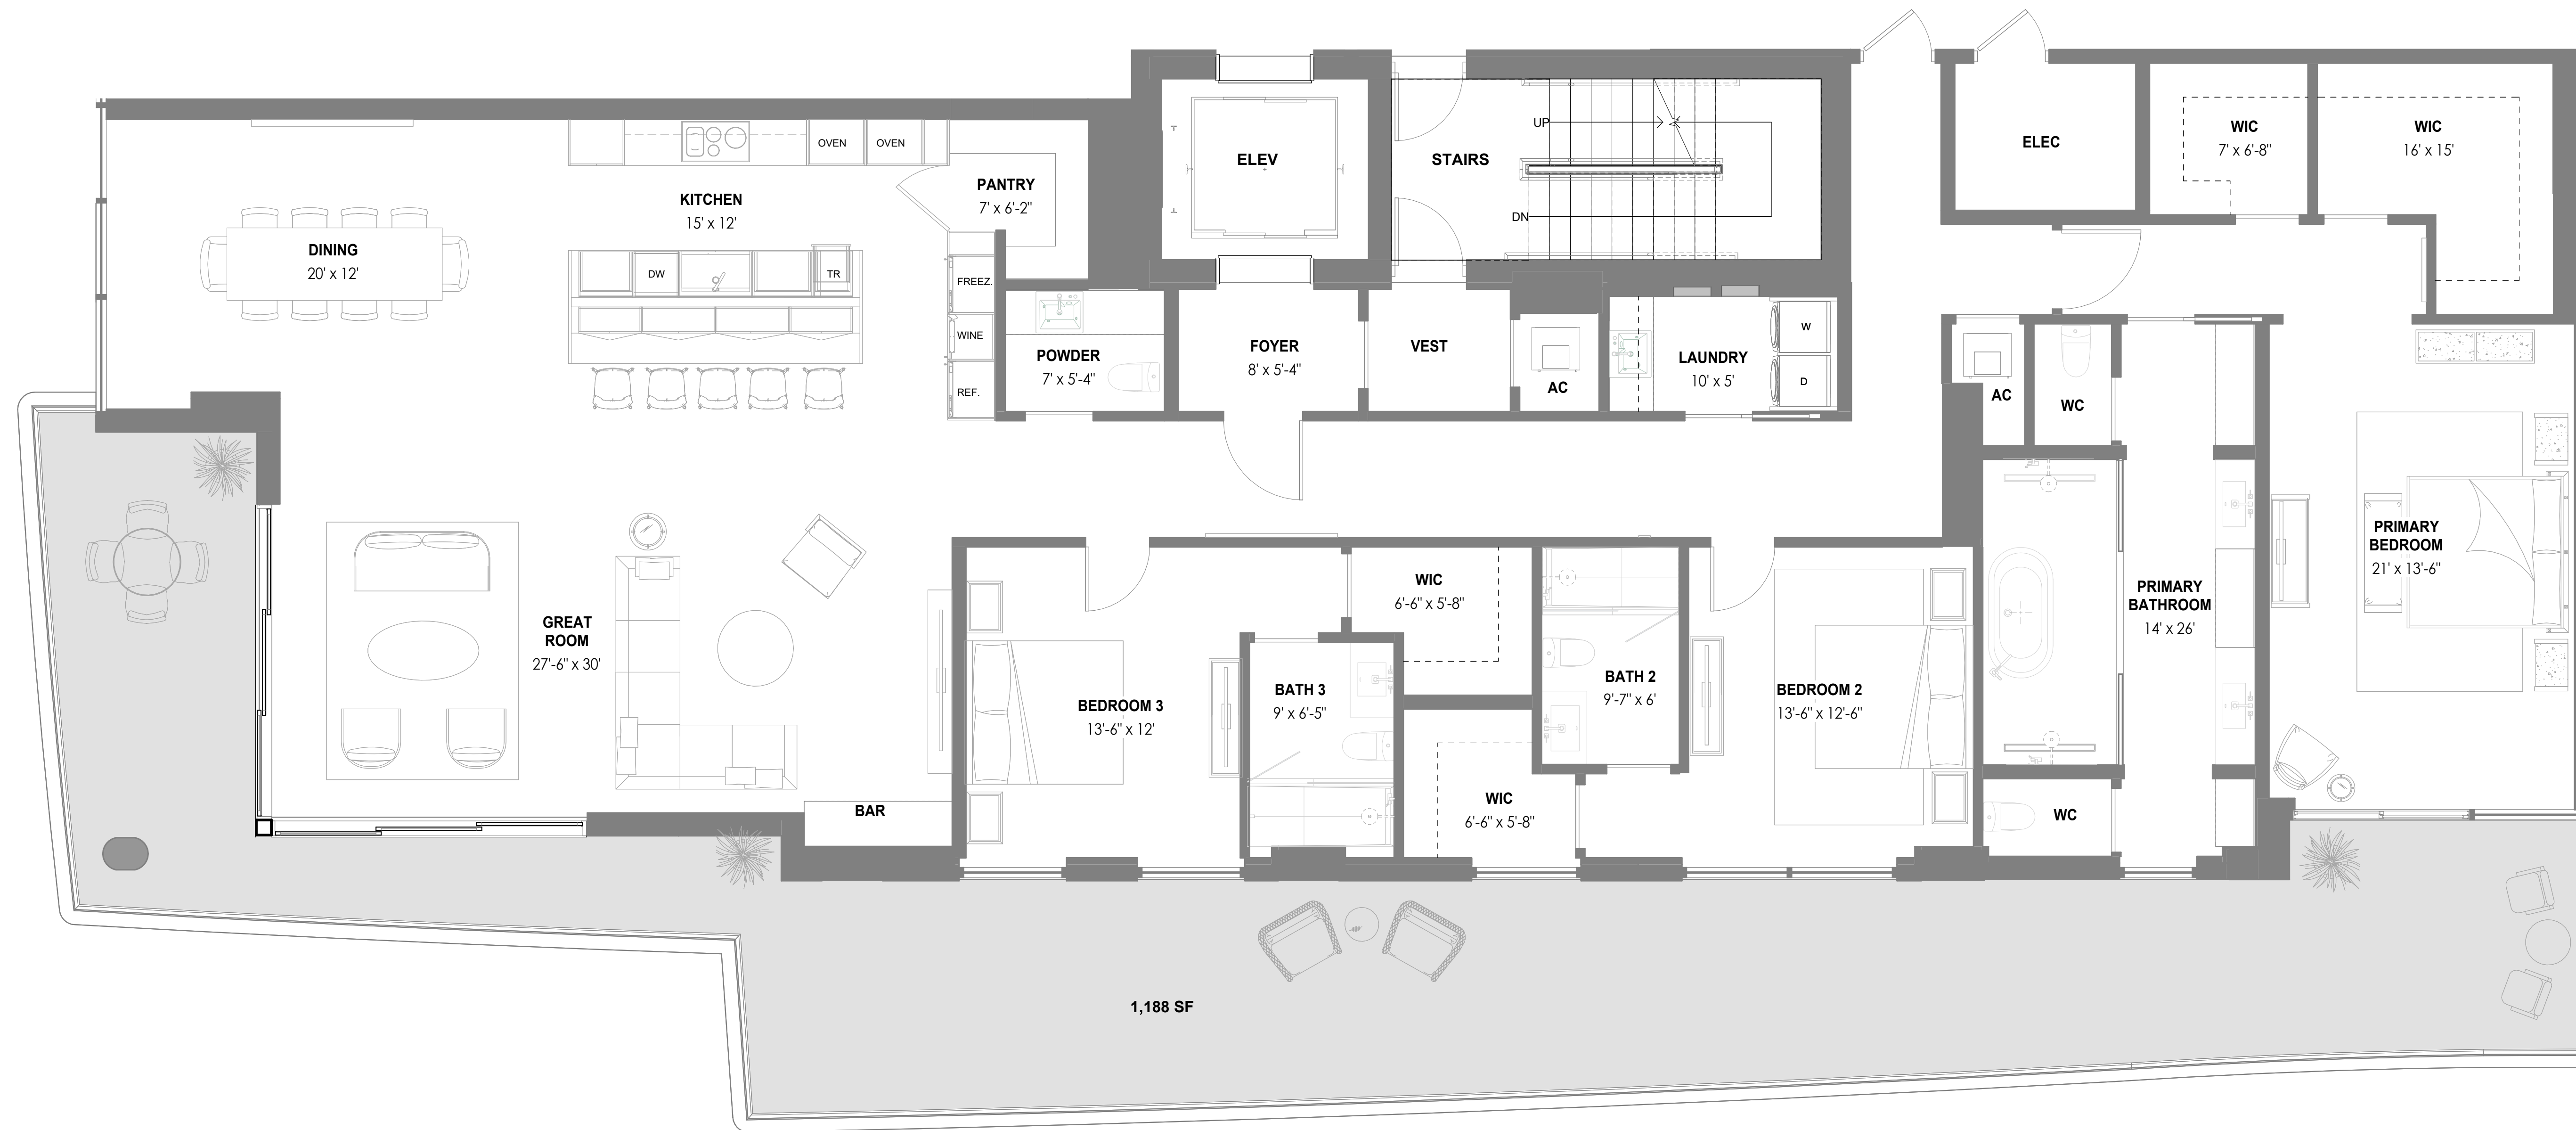 ELEV
STAIRS
UP
DN
ELEC
WIC
7' x 6'-8"
WIC
16' x 15'
OVEN
OVEN
PANTRY
7' x 6'-2"
KITCHEN
15' x 12'
DINING
20' x 12'
DW
TR
FREEZ.
WINE
REF.
POWDER
7' x 5'-4"
FOYER
8' x 5'-4"
VEST
AC
LAUNDRY
10' x 5'
W
D
AC
WC
PRIMARY
BEDROOM
21' x 13'-6"
GREAT
ROOM
27'-6" x 30'
BAR
BEDROOM 3
13'-6" x 12'
WIC
6'-6" x 5'-8"
BATH 3
9' x 6'-5"
BATH 2
9'-7" x 6'
WIC
6'-6" x 5'-8"
BEDROOM 2
13'-6" x 12'-6"
PRIMARY
BATHROOM
14' x 26'
WC
1,188 SF